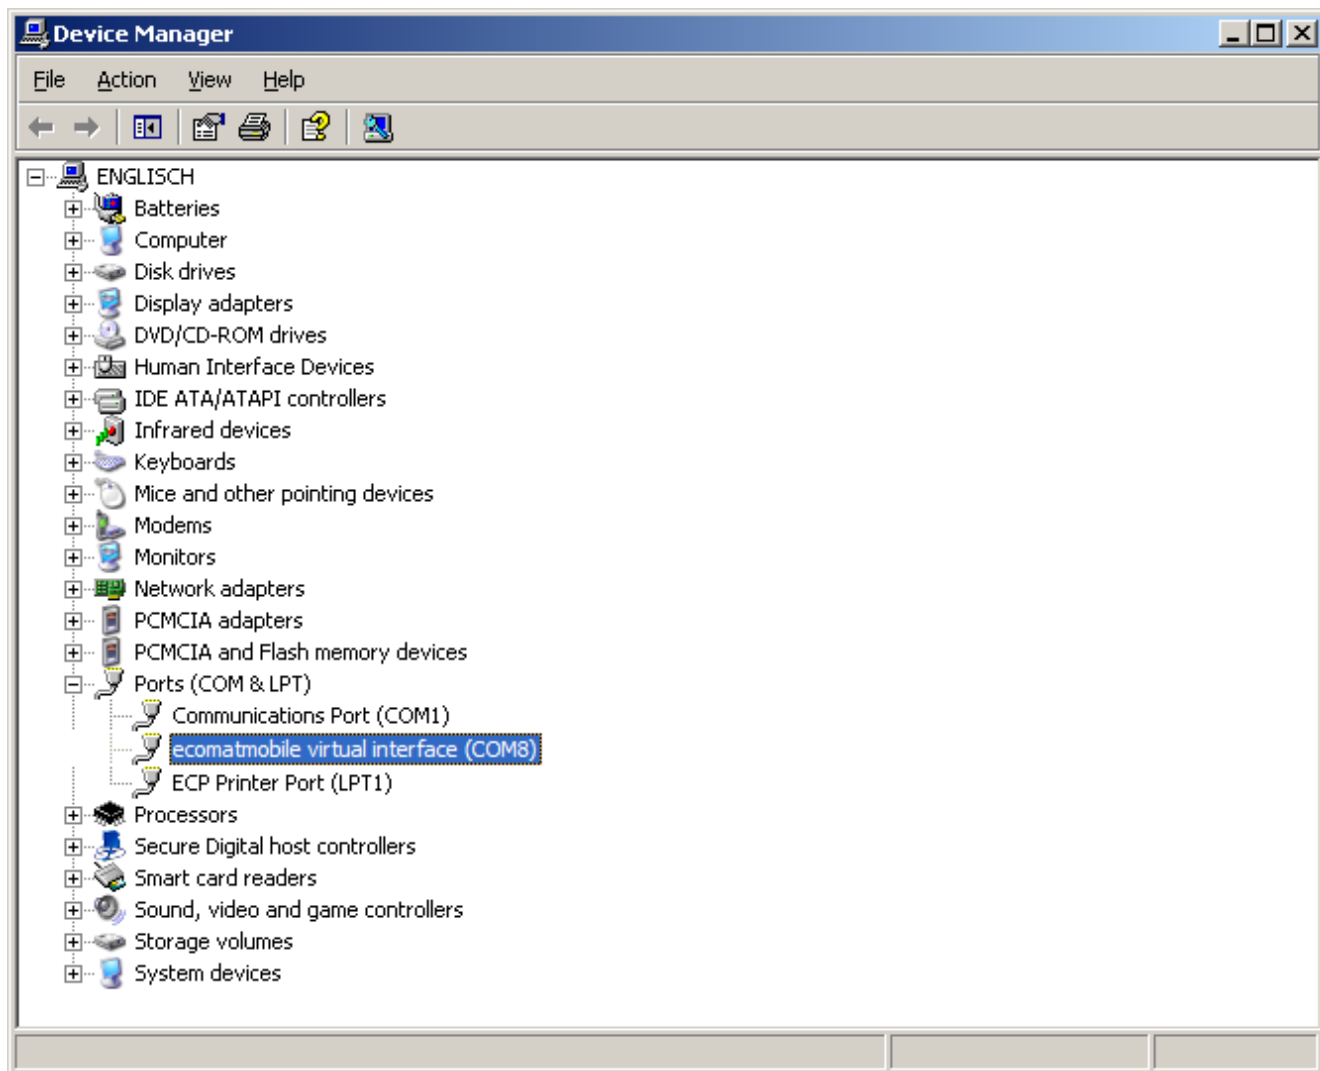 Device Manager
File Action View Help
ENGLISCH
Batteries
Computer
Disk drives
Display adapters
DVD/CD-ROM drives
Human Interface Devices
IDE ATA/ATAPI controllers
Infrared devices
Keyboards
Mice and other pointing devices
Modems
Monitors
Network adapters
PCMCIA adapters
PCMCIA and Flash memory devices
Ports (COM & LPT)
Communications Port (COM1)
ecomatmobile virtual interface (COM8)
ECP Printer Port (LPT1)
Processors
Secure Digital host controllers
Smart card readers
Sound, video and game controllers
Storage volumes
System devices